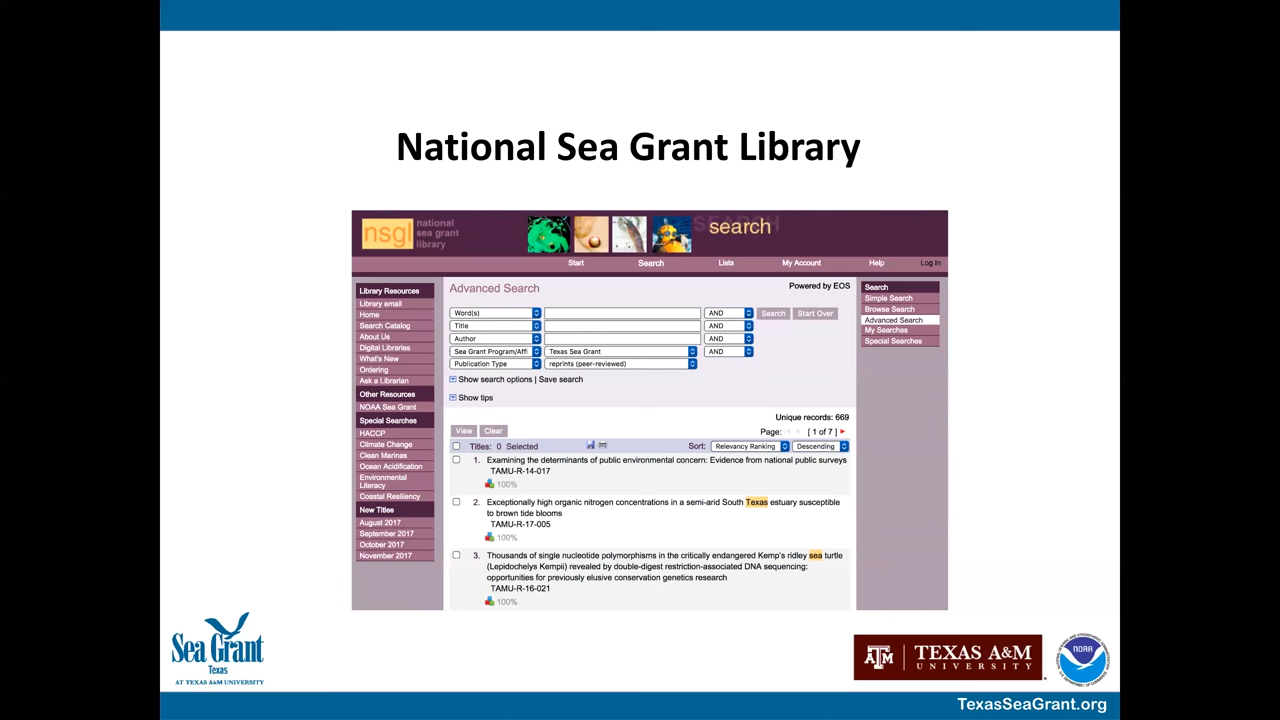 National Sea Grant Library
nsgl
national
sea grant
library
SEARCH
search
Start
Search
Lists
My Account
Help
Log In
Library Resources
Library email
Home
Search Catalog
About Us
Digital Libraries
What's New
Ordering
Ask a Librarian
Other Resources
NOAA Sea Grant
Special Searches
HACCP
Climate Change
Clean Marinas
Ocean Acidification
Environmental
Literacy
Coastal Resiliency
New Titles
August 2017
September 2017
October 2017
November 2017
Advanced Search
Powered by EOS
Word(s) AND Search Start Over
Title AND
Author AND
Sea Grant Program/Affi Texas Sea Grant AND
Publication Type reprints (peer-reviewed)
Show search options | Save search
Show tips
Unique records: 669
View Clear Page: [ 1 of 7 ]
Titles: 0 Selected Sort: Relevancy Ranking Descending
1. Examining the determinants of public environmental concern: Evidence from national public surveys
TAMU-R-14-017
100%
2. Exceptionally high organic nitrogen concentrations in a semi-arid South Texas estuary susceptible
to brown tide blooms
TAMU-R-17-005
100%
3. Thousands of single nucleotide polymorphisms in the critically endangered Kemp's ridley sea turtle
(Lepidochelys Kempii) revealed by double-digest restriction-associated DNA sequencing:
opportunities for previously elusive conservation genetics research
TAMU-R-16-021
100%
Search
Simple Search
Browse Search
Advanced Search
My Searches
Special Searches
Sea Grant
Texas
AT TEXAS A&M UNIVERSITY
ATM
TEXAS A&M
UNIVERSITY
NOAA
TexasSeaGrant.org